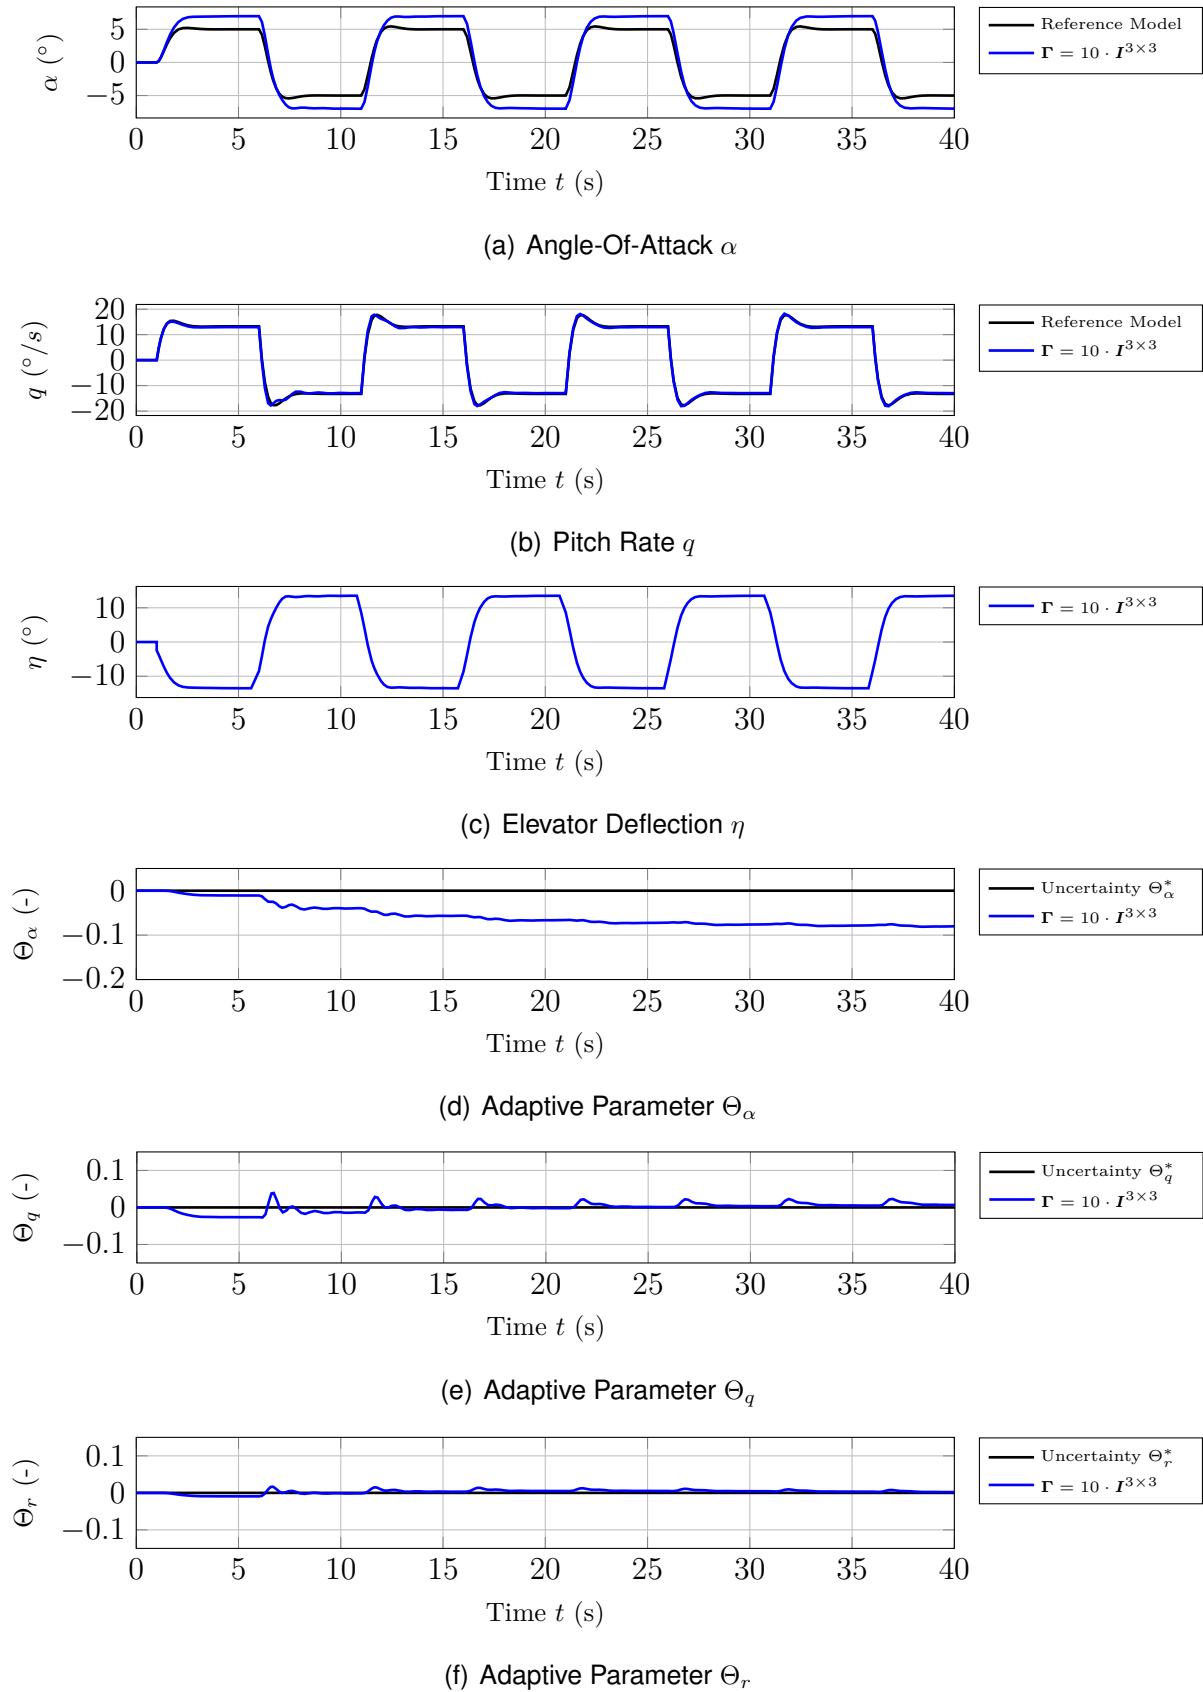 5
0
−5
α (°)
0 5 10 15 20 25 30 35 40
Time t (s)
Reference Model
Γ = 10 · I^{3×3}
(a) Angle-Of-Attack α
20
10
0
−10
−20
q (°/s)
0 5 10 15 20 25 30 35 40
Time t (s)
Reference Model
Γ = 10 · I^{3×3}
(b) Pitch Rate q
10
0
−10
η (°)
0 5 10 15 20 25 30 35 40
Time t (s)
Γ = 10 · I^{3×3}
(c) Elevator Deflection η
0
−0.1
−0.2
Θ_α (-)
0 5 10 15 20 25 30 35 40
Time t (s)
Uncertainty Θ*_α
Γ = 10 · I^{3×3}
(d) Adaptive Parameter Θ_α
0.1
0
−0.1
Θ_q (-)
0 5 10 15 20 25 30 35 40
Time t (s)
Uncertainty Θ*_q
Γ = 10 · I^{3×3}
(e) Adaptive Parameter Θ_q
0.1
0
−0.1
Θ_r (-)
0 5 10 15 20 25 30 35 40
Time t (s)
Uncertainty Θ*_r
Γ = 10 · I^{3×3}
(f) Adaptive Parameter Θ_r